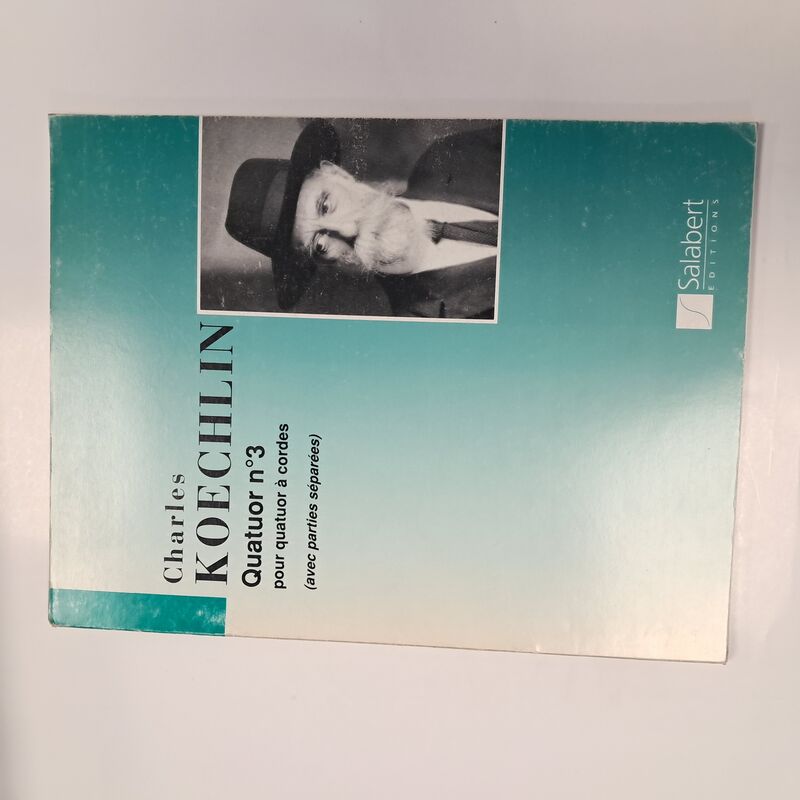 Charles
KOECHLIN
Quatuor n°3
pour quatuor à cordes
(avec parties séparées)
Salabert
EDITIONS